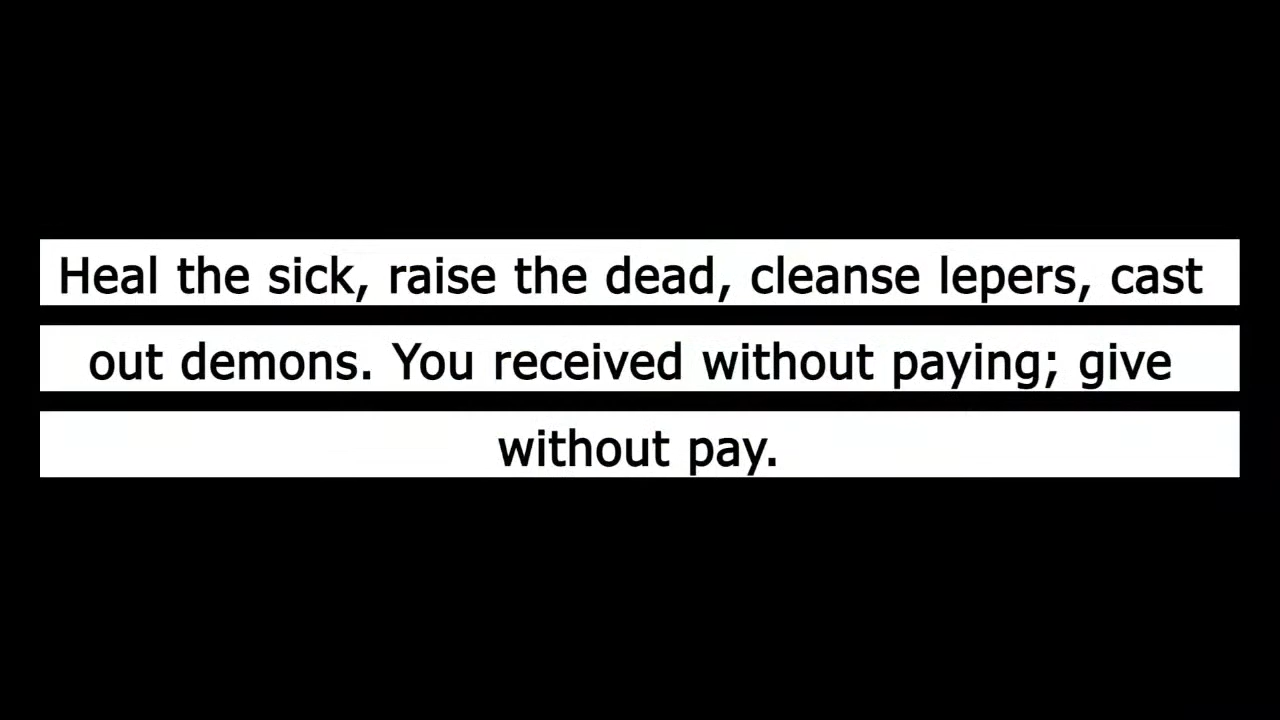 Heal the sick, raise the dead, cleanse lepers, cast
out demons. You received without paying; give
without pay.